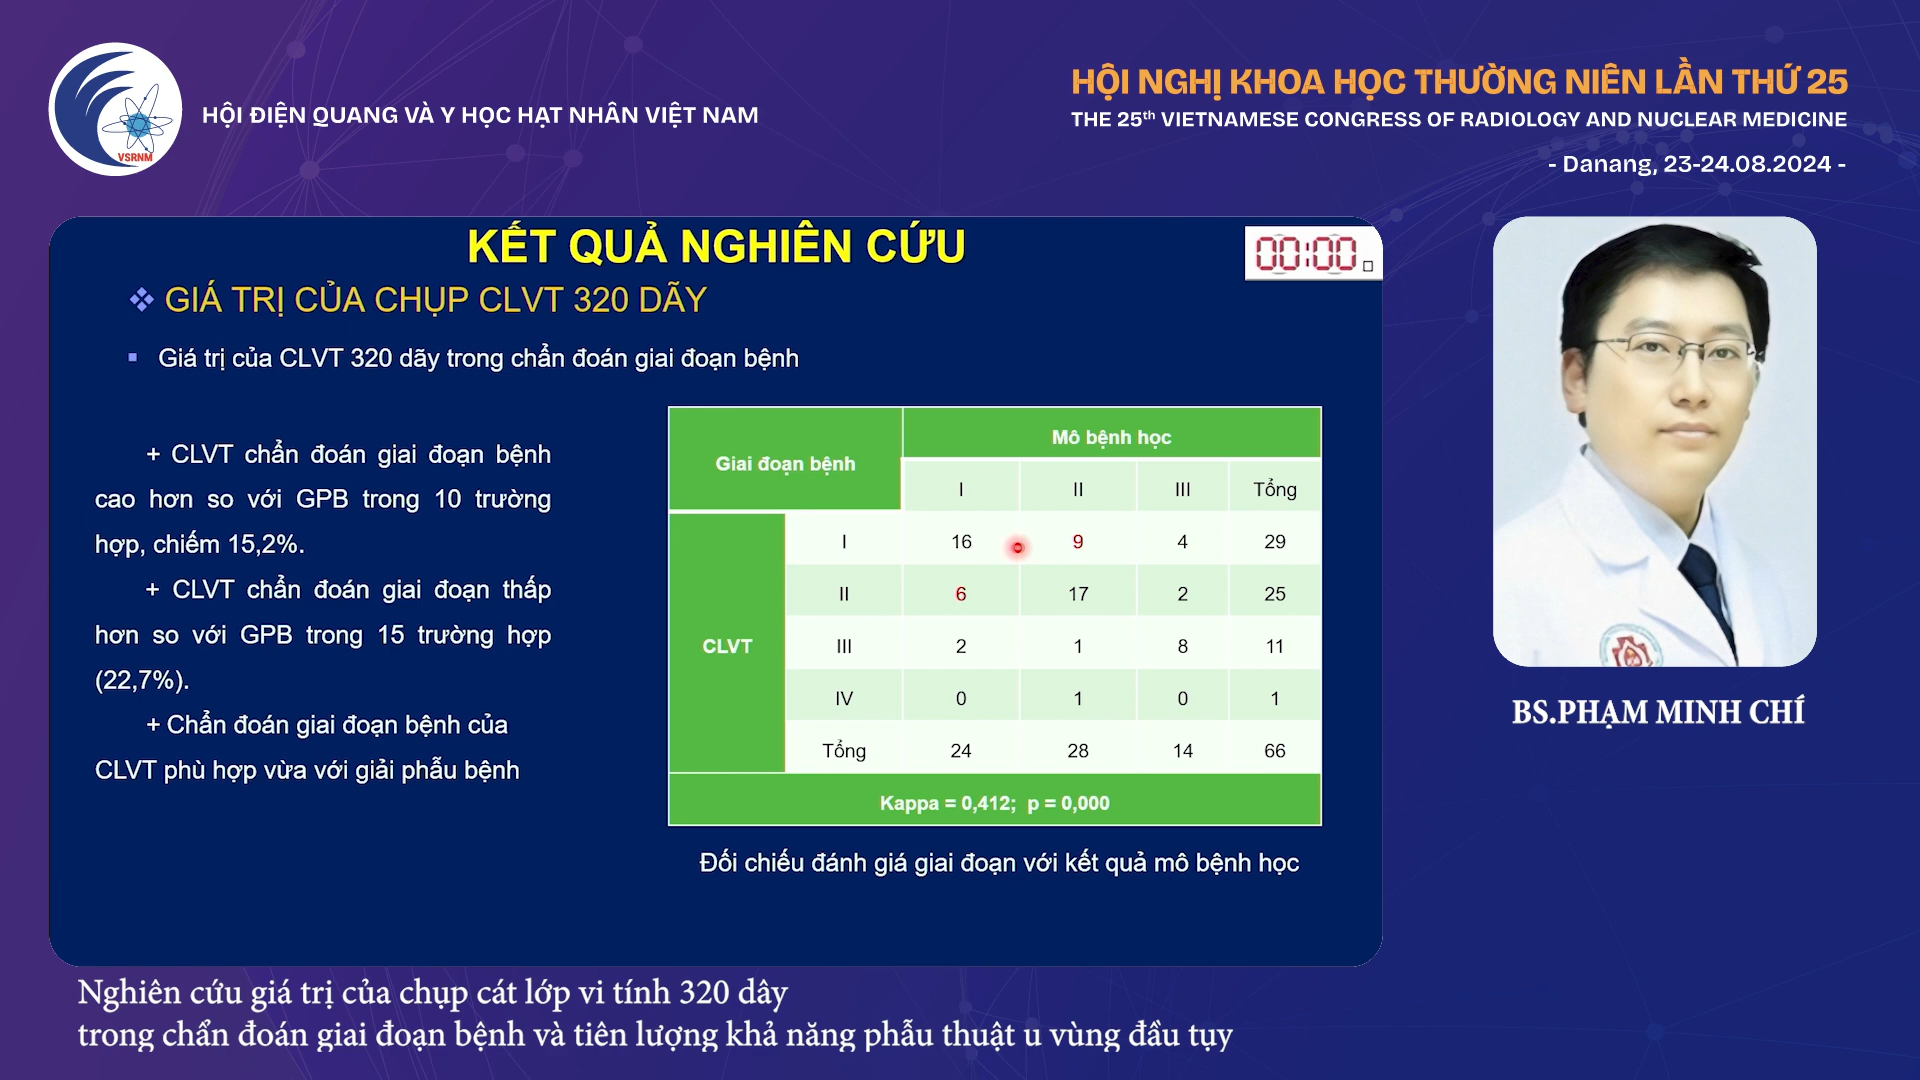 VSRNM
HỘI ĐIỆN QUANG VÀ Y HỌC HẠT NHÂN VIỆT NAM
HỘI NGHỊ KHOA HỌC THƯỜNG NIÊN LẦN THỨ 25
THE 25th VIETNAMESE CONGRESS OF RADIOLOGY AND NUCLEAR MEDICINE
- Danang, 23-24.08.2024 -
KẾT QUẢ NGHIÊN CỨU
00:00
❖ GIÁ TRỊ CỦA CHỤP CLVT 320 DÃY
▪ Giá trị của CLVT 320 dãy trong chẩn đoán giai đoạn bệnh
+ CLVT chẩn đoán giai đoạn bệnh
cao hơn so với GPB trong 10 trường
hợp, chiếm 15,2%.
+ CLVT chẩn đoán giai đoạn thấp
hơn so với GPB trong 15 trường hợp
(22,7%).
+ Chẩn đoán giai đoạn bệnh của
CLVT phù hợp vừa với giải phẫu bệnh
Giai đoạn bệnh Mô bệnh học
I II III Tổng
CLVT
I 16 9 4 29
II 6 17 2 25
III 2 1 8 11
IV 0 1 0 1
Tổng 24 28 14 66
Kappa = 0,412; p = 0,000
Đối chiếu đánh giá giai đoạn với kết quả mô bệnh học
BS.PHẠM MINH CHÍ
Nghiên cứu giá trị của chụp cát lớp vi tính 320 dây
trong chẩn đoán giai đoạn bệnh và tiên lượng khả năng phẫu thuật u vùng đầu tụy